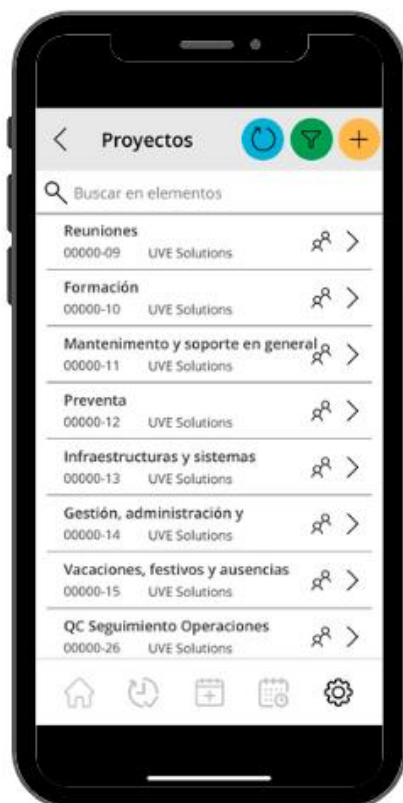 Proyectos
Buscar en elementos
Reuniones
00000-09 UVE Solutions
Formación
00000-10 UVE Solutions
Mantenimento y soporte en general
00000-11 UVE Solutions
Preventa
00000-12 UVE Solutions
Infraestructuras y sistemas
00000-13 UVE Solutions
Gestión, administración y
00000-14 UVE Solutions
Vacaciones, festivos y ausencias
00000-15 UVE Solutions
QC Seguimiento Operaciones
00000-26 UVE Solutions